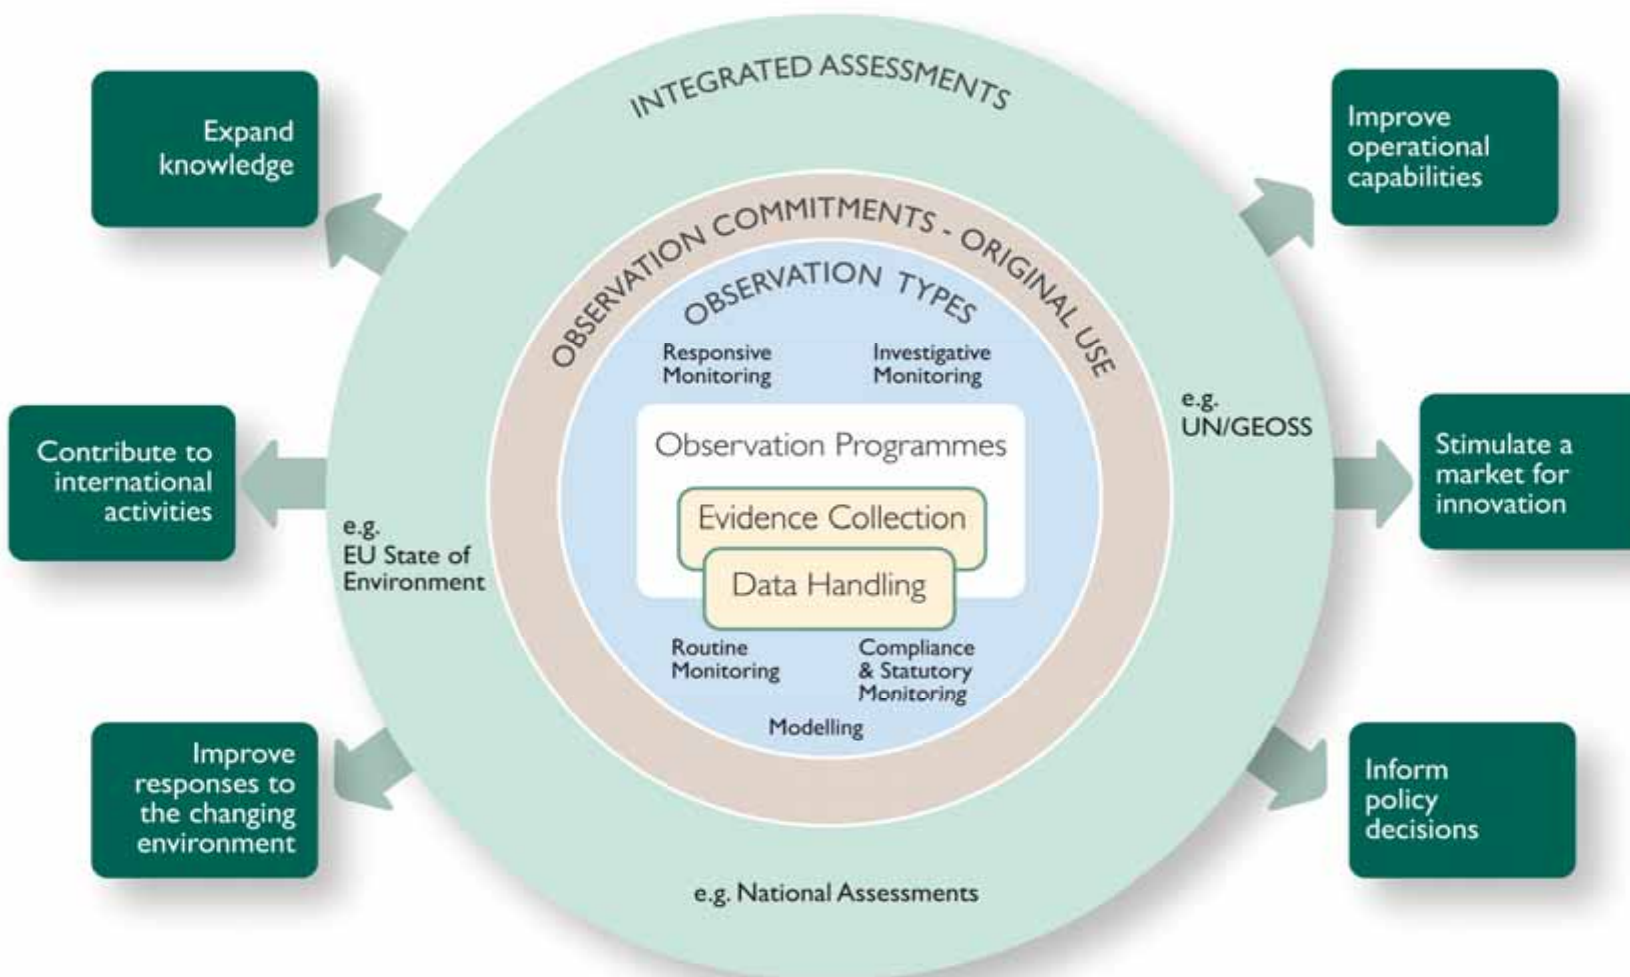 INTEGRATED ASSESSMENTS
Expand
knowledge
Improve
operational
capabilities
OBSERVATION COMMITMENTS - ORIGINAL USE
OBSERVATION TYPES
Responsive
Monitoring
Investigative
Monitoring
e.g.
UN/GEOSS
Observation Programmes
Contribute to
international
activities
Stimulate a
market for
innovation
Evidence Collection
e.g.
EU State of
Environment
Data Handling
Routine
Monitoring
Compliance
& Statutory
Monitoring
Modelling
Improve
responses to
the changing
environment
Inform
policy
decisions
e.g. National Assessments